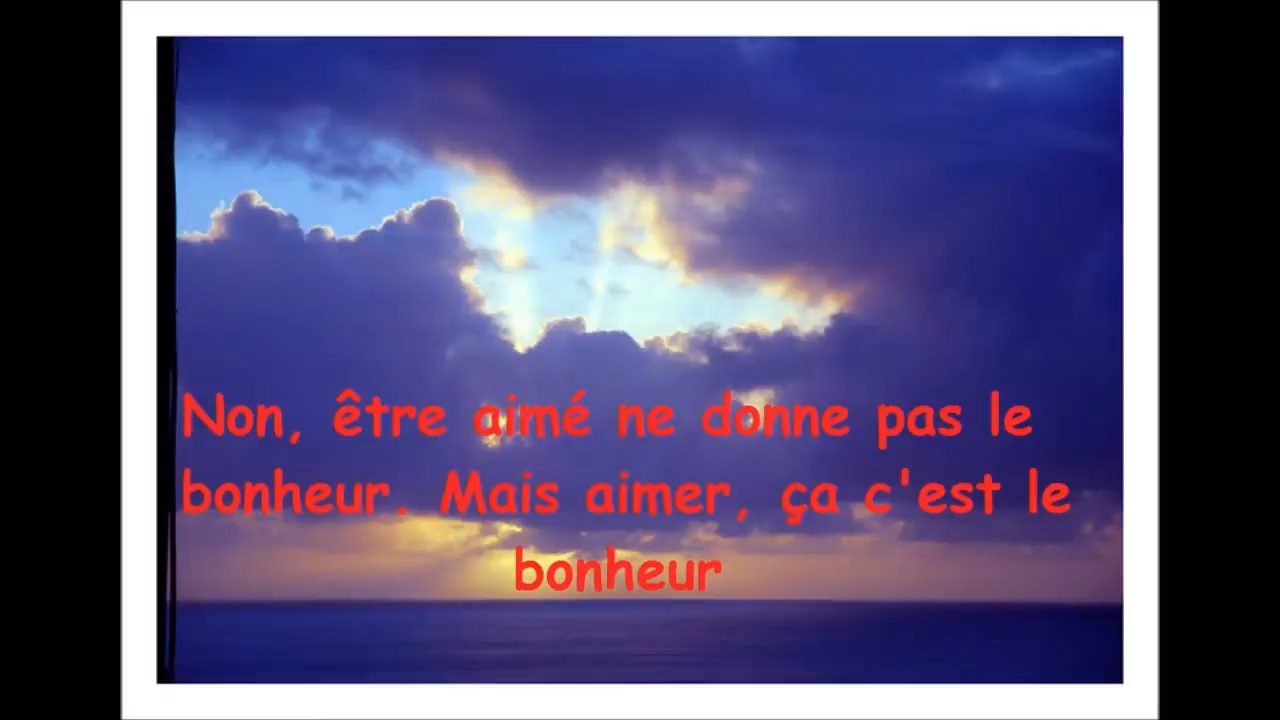 Non, être aimé ne donne pas le
bonheur. Mais aimer, ça c'est le
bonheur